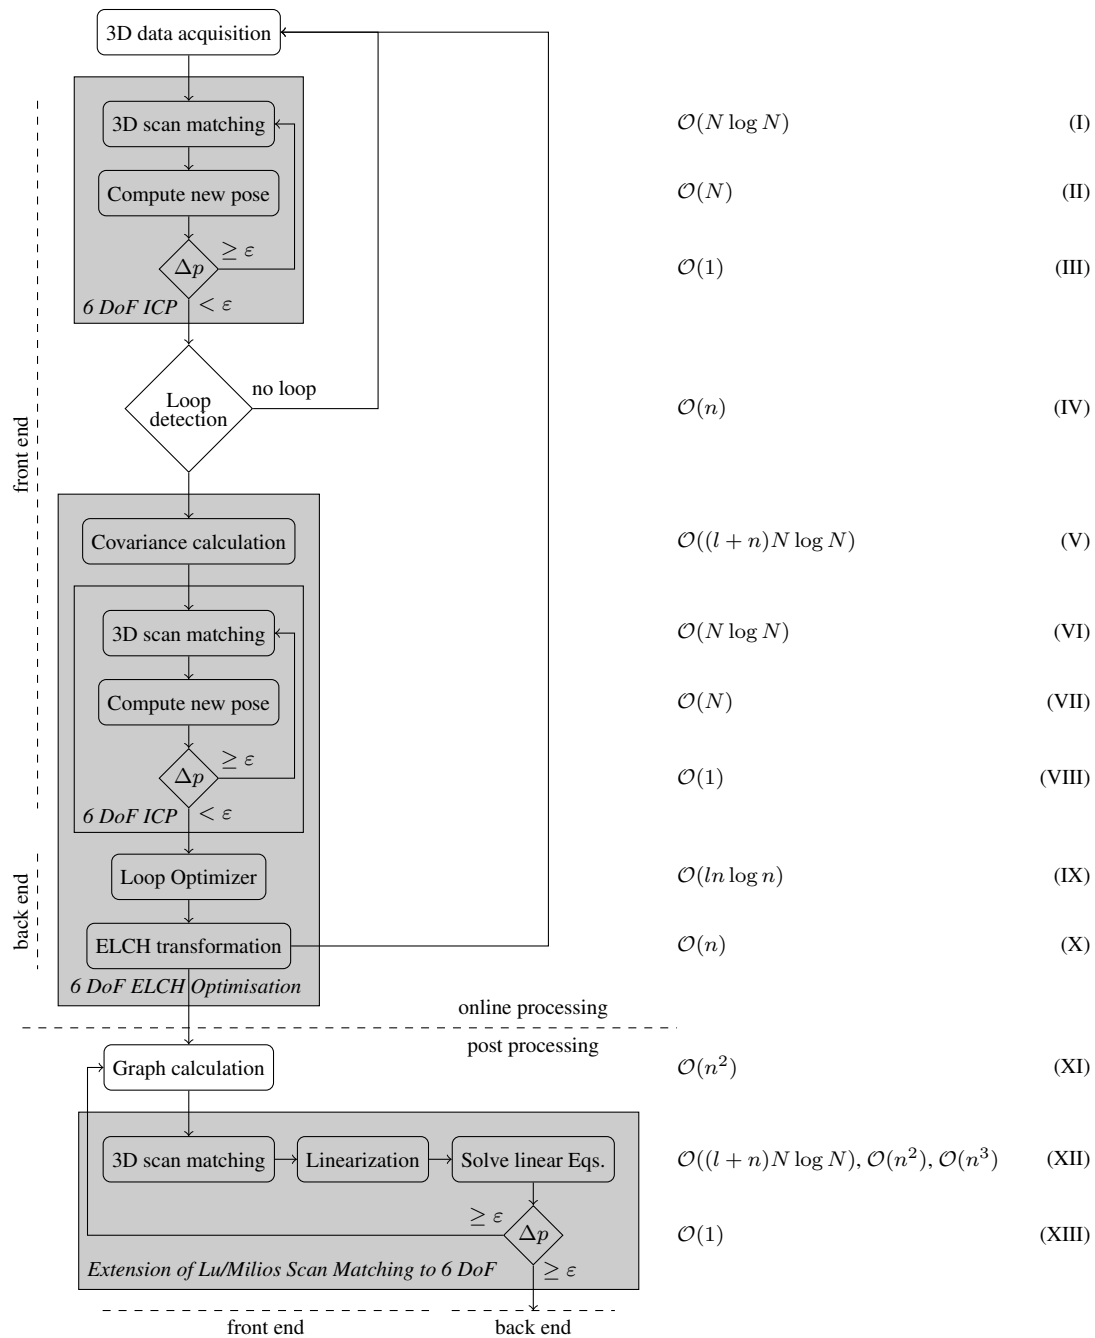 3D data acquisition
3D scan matching
𝒪(N log N) (I)
Compute new pose
𝒪(N) (II)
≥ ε
Δp
𝒪(1) (III)
6 DoF ICP
< ε
no loop
Loop
detection
𝒪(n) (IV)
front end
Covariance calculation
𝒪((l + n)N log N) (V)
3D scan matching
𝒪(N log N) (VI)
Compute new pose
𝒪(N) (VII)
≥ ε
Δp
𝒪(1) (VIII)
6 DoF ICP
< ε
Loop Optimizer
𝒪(ln log n) (IX)
back end
ELCH transformation
𝒪(n) (X)
6 DoF ELCH Optimisation
online processing
post processing
Graph calculation
𝒪(n²) (XI)
3D scan matching
Linearization
Solve linear Eqs.
𝒪((l + n)N log N), 𝒪(n²), 𝒪(n³) (XII)
≥ ε
Δp
𝒪(1) (XIII)
Extension of Lu/Milios Scan Matching to 6 DoF
≥ ε
front end
back end